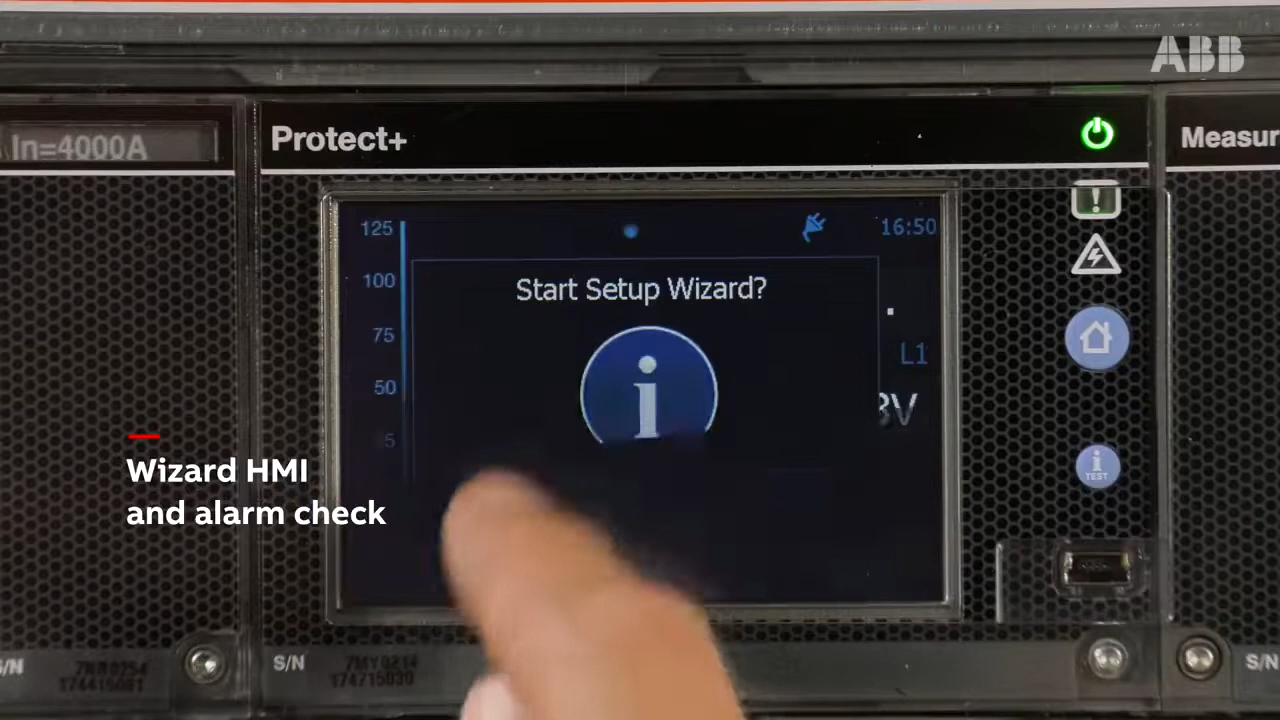 ABB
In=4000A
Protect+
Measur
125
16:50
100
Start Setup Wizard?
75
L1
50
V
5
Wizard HMI
and alarm check
i
TEST
S/N
S/N
S/N